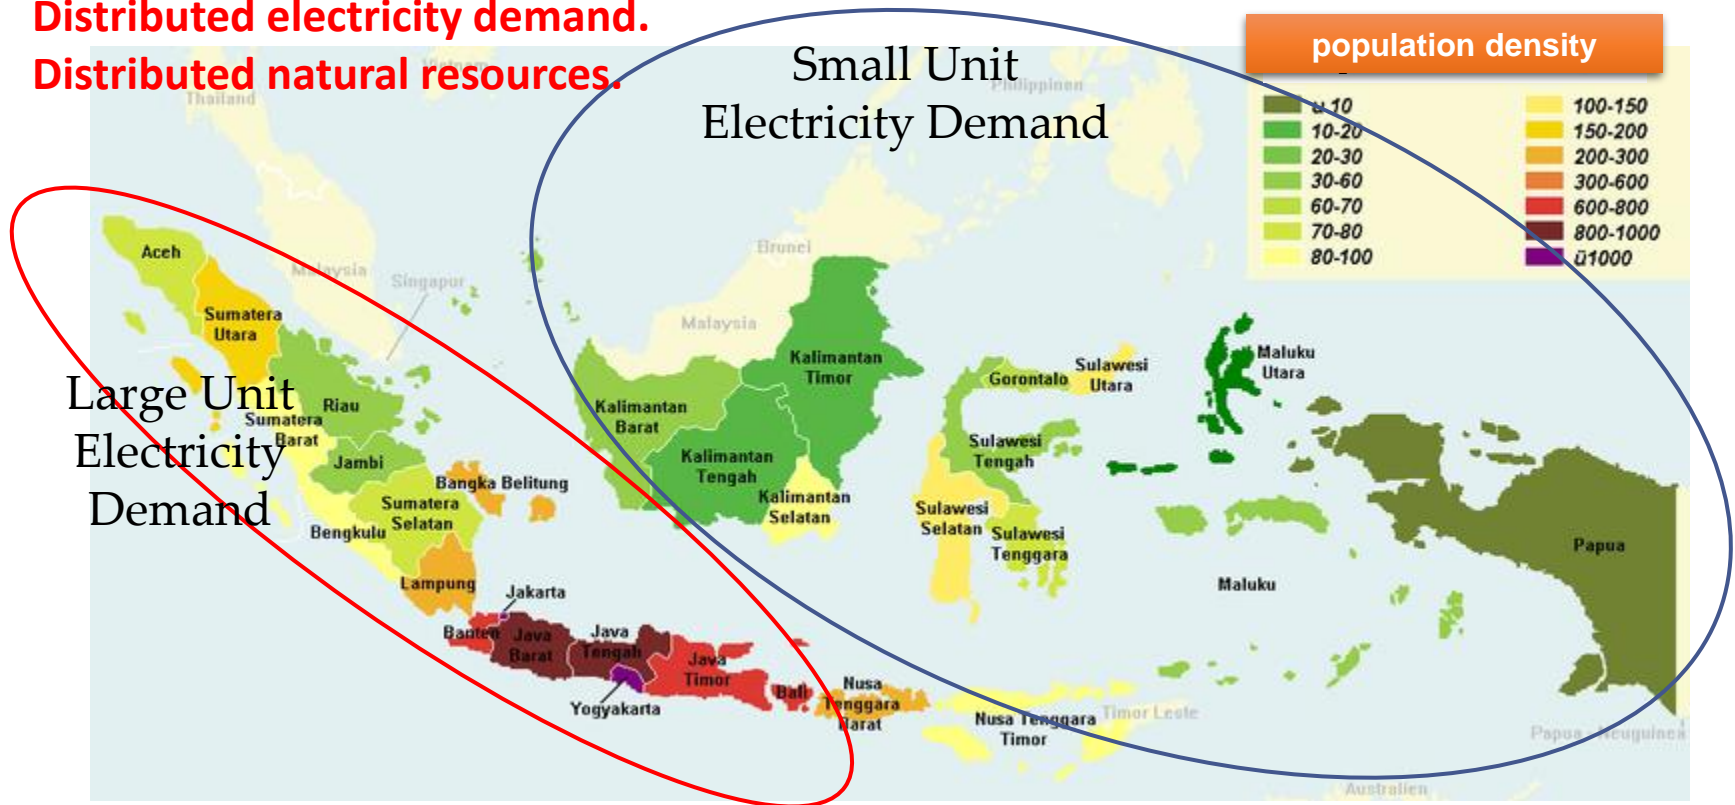 Distributed electricity demand.
Distributed natural resources.
Small Unit
Electricity Demand
population density
ü10
10-20
20-30
30-60
60-70
70-80
80-100
100-150
150-200
200-300
300-600
600-800
800-1000
ü1000
Vietnam
Thailand
Philippinen
Brunei
Malaysia
Singapur
Malaysia
Aceh
Sumatera
Utara
Large Unit
Electricity
Demand
Riau
Sumatera
Barat
Jambi
Bangka Belitung
Sumatera
Selatan
Bengkulu
Lampung
Jakarta
Banten
Java
Barat
Java
Tengah
Java
Timor
Yogyakarta
Bali
Nusa
Tenggara
Barat
Nusa Tenggara
Timor
Timor Leste
Kalimantan
Timor
Kalimantan
Barat
Kalimantan
Tengah
Kalimantan
Selatan
Gorontalo
Sulawesi
Utara
Sulawesi
Tengah
Sulawesi
Selatan
Sulawesi
Tenggara
Maluku
Utara
Maluku
Papua
Papua - Neuguinea
Australien